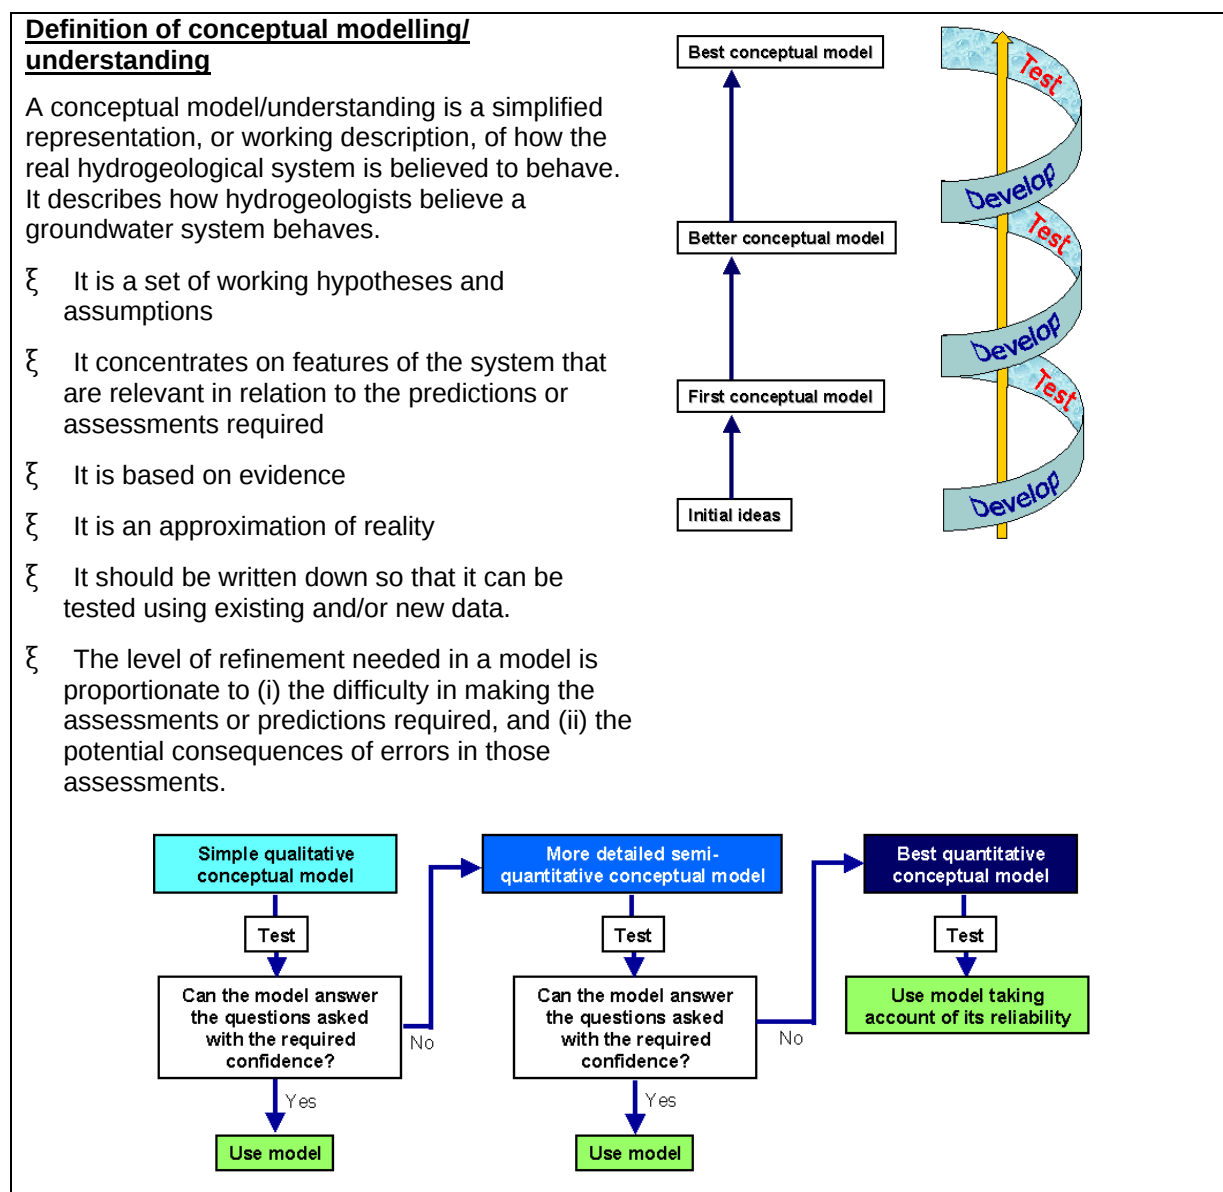 Definition of conceptual modelling/
understanding
A conceptual model/understanding is a simplified
representation, or working description, of how the
real hydrogeological system is believed to behave.
It describes how hydrogeologists believe a
groundwater system behaves.
ξ It is a set of working hypotheses and
assumptions
ξ It concentrates on features of the system that
are relevant in relation to the predictions or
assessments required
ξ It is based on evidence
ξ It is an approximation of reality
ξ It should be written down so that it can be
tested using existing and/or new data.
ξ The level of refinement needed in a model is
proportionate to (i) the difficulty in making the
assessments or predictions required, and (ii) the
potential consequences of errors in those
assessments.
Best conceptual model
Better conceptual model
First conceptual model
Initial ideas
Test
Develop
Test
Develop
Test
Develop
Simple qualitative
conceptual model
Test
Can the model answer
the questions asked
with the required
confidence?
No
Yes
Use model
More detailed semi-
quantitative conceptual model
Test
Can the model answer
the questions asked
with the required
confidence?
No
Yes
Use model
Best quantitative
conceptual model
Test
Use model taking
account of its reliability